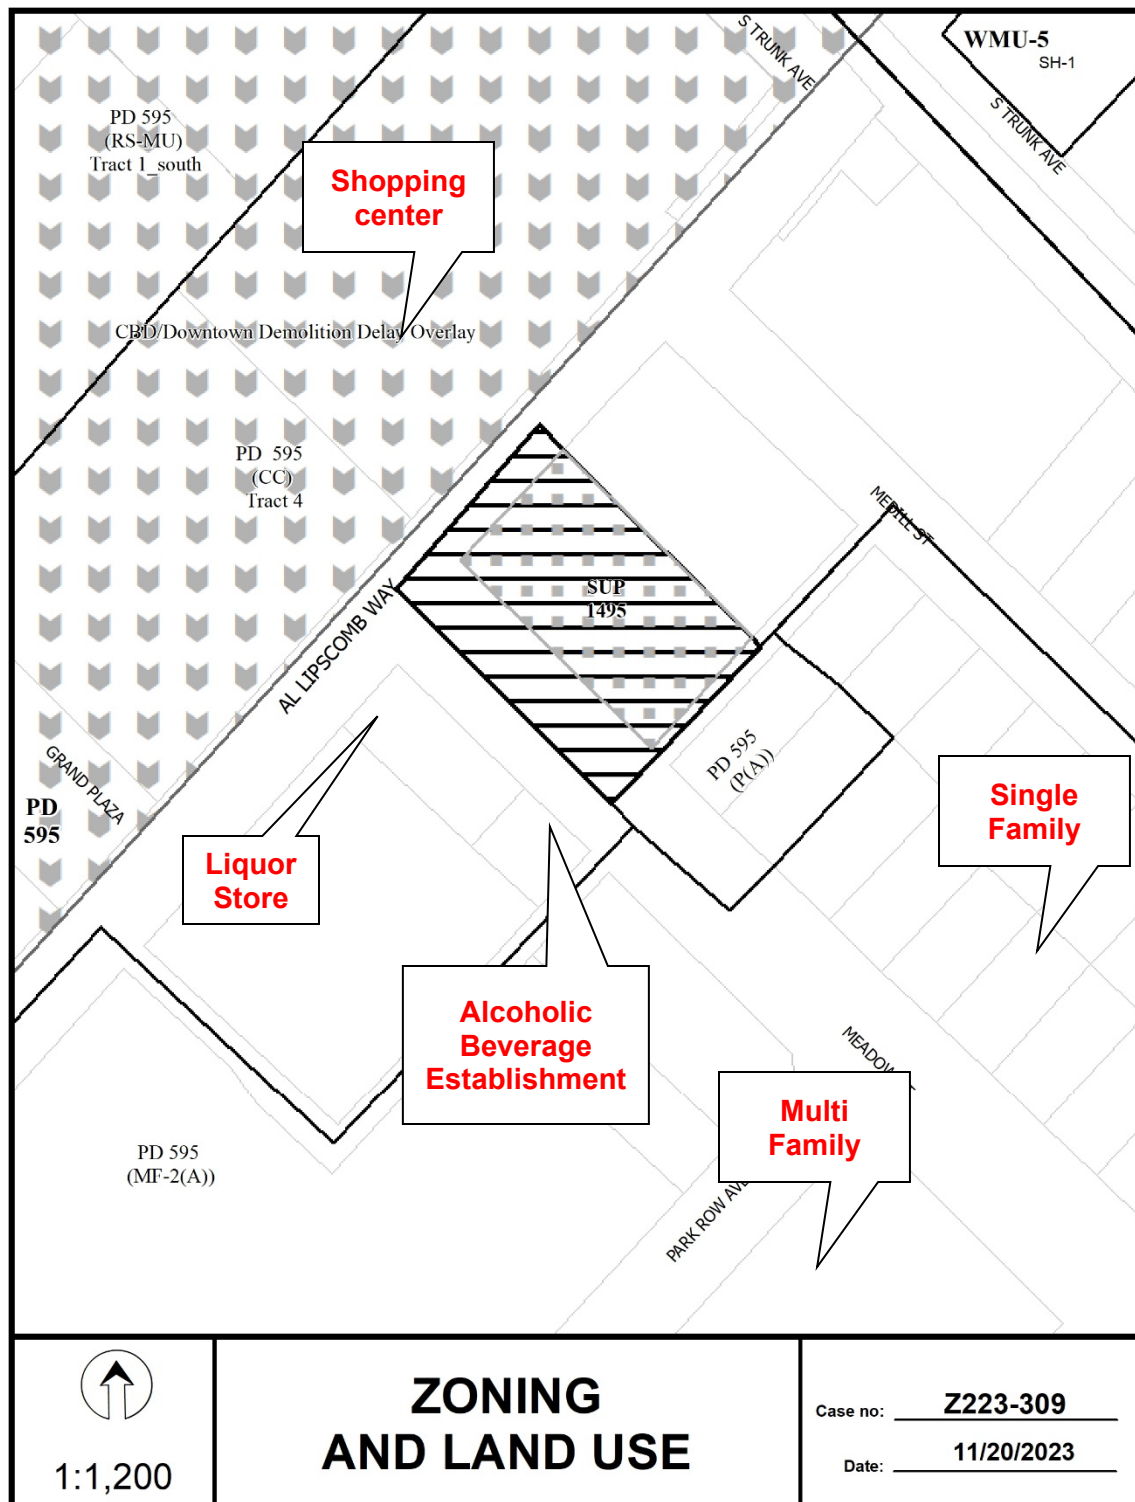 S TRUNK AVE
WMU-5
SH-1
S TRUNK AVE
PD 595
(RS-MU)
Tract 1_south
Shopping
center
CBD/Downtown Demolition Delay Overlay
PD 595
(CC)
Tract 4
MEDILL ST
SUP
1495
AL LIPSCOMB WAY
GRAND PLAZA
PD
595
PD 595
(P(A))
Single
Family
Liquor
Store
Alcoholic
Beverage
Establishment
MEADOW
Multi
Family
PD 595
(MF-2(A))
PARK ROW AVE
1:1,200
ZONING
AND LAND USE
Case no: Z223-309
Date: 11/20/2023